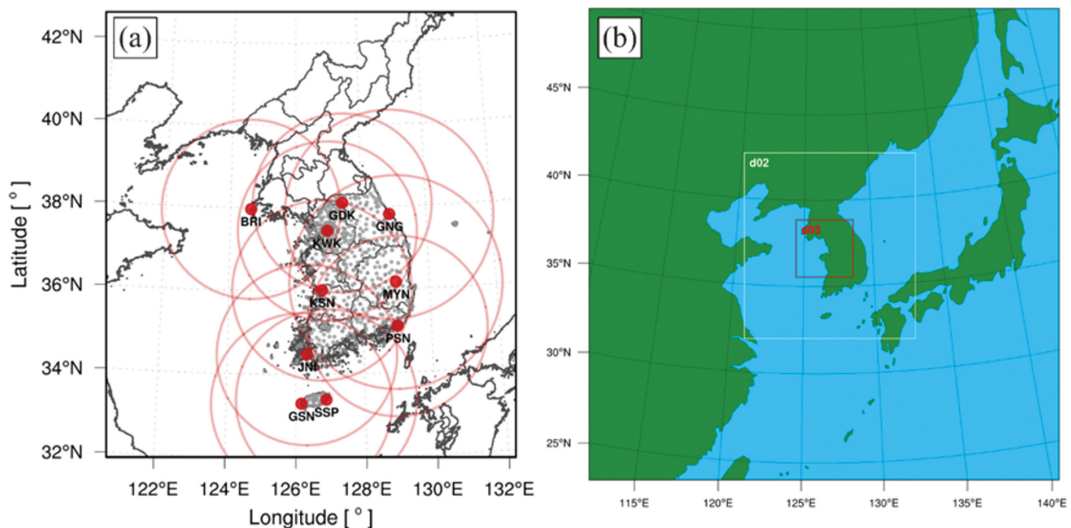 (a)
42°N
40°N
38°N
36°N
34°N
32°N
Latitude [ ° ]
BRI
GDK
GNG
KWK
KSN
MYN
PSN
JNI
GSN
SSP
122°E
124°E
126°E
128°E
130°E
132°E
Longitude [ ° ]
(b)
45°N
40°N
35°N
30°N
25°N
d02
d03
115°E
120°E
125°E
130°E
135°E
140°E